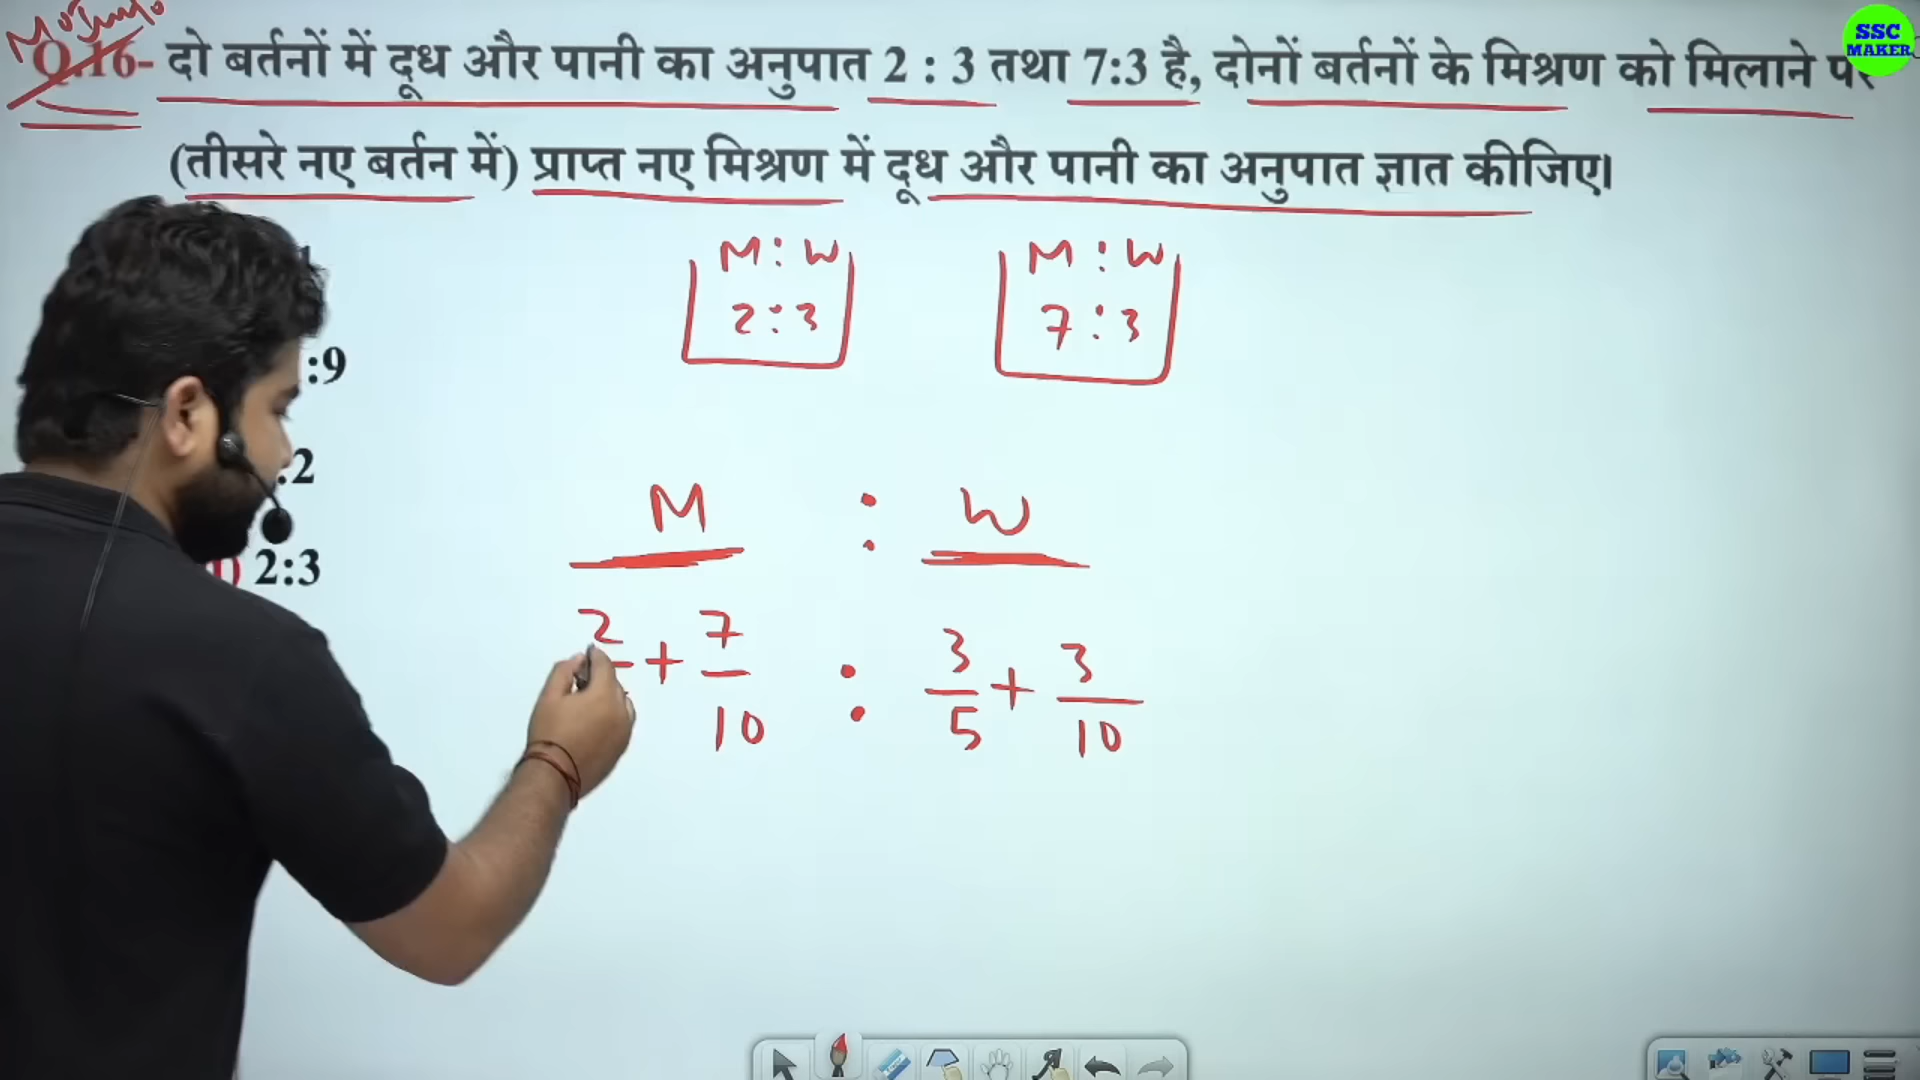 Q.16- दो बर्तनों में दूध और पानी का अनुपात 2 : 3 तथा 7:3 है, दोनों बर्तनों के मिश्रण को मिलाने पर
(तीसरे नए बर्तन में) प्राप्त नए मिश्रण में दूध और पानी का अनुपात ज्ञात कीजिए।
SSC
MAKER
M : W
2 : 3
M : W
7 : 3
:9
:2
2:3
M : W
2 + 7/10 : 3/5 + 3/10